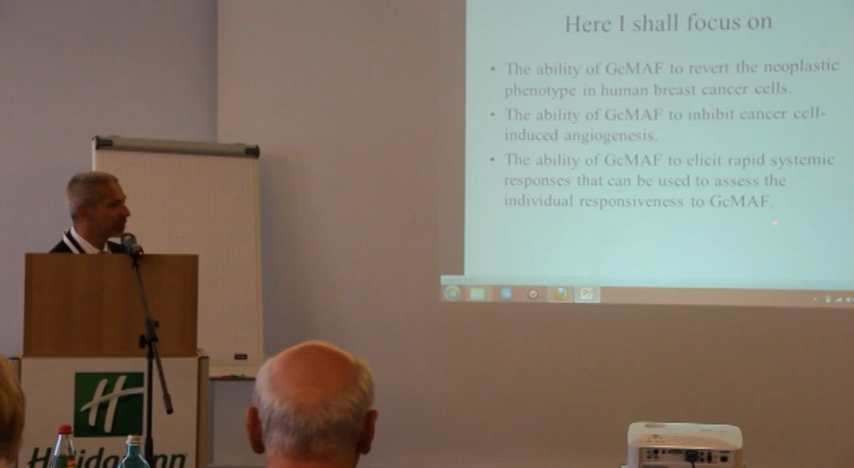 Here I shall focus on
• The ability of GcMAF to revert the neoplastic
phenotype in human breast cancer cells.
• The ability of GcMAF to inhibit cancer cell-
induced angiogenesis.
• The ability of GcMAF to elicit rapid systemic
responses that can be used to assess the
individual responsiveness to GcMAF.
H